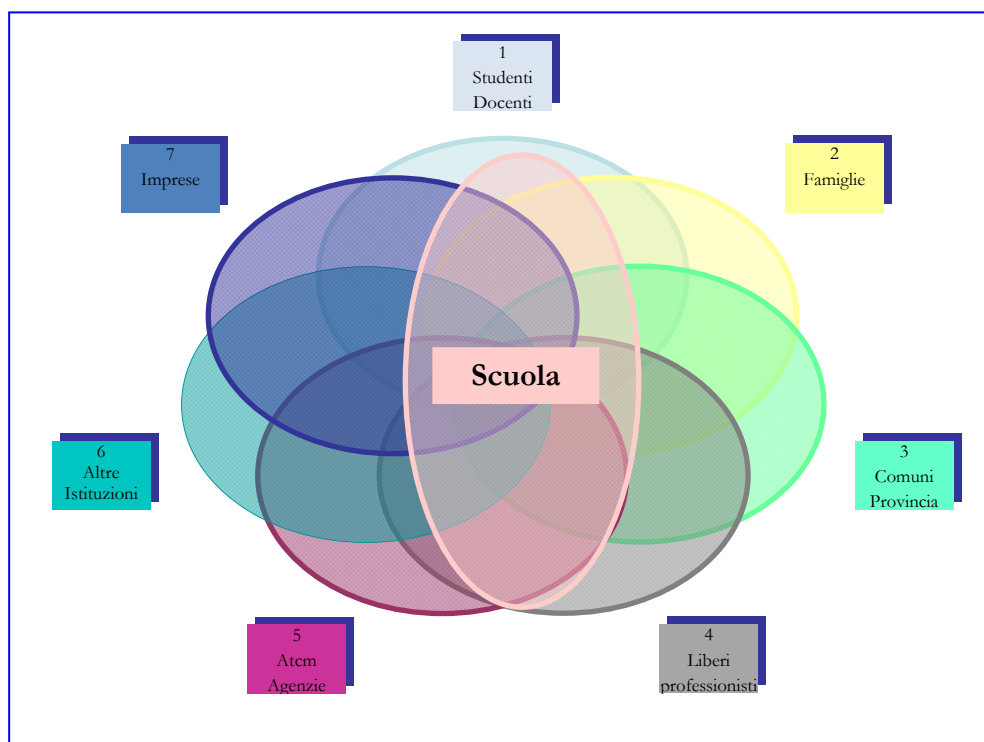 1
Studenti
Docenti
7
Imprese
2
Famiglie
Scuola
6
Altre
Istituzioni
3
Comuni
Provincia
5
Atcm
Agenzie
4
Liberi
professionisti